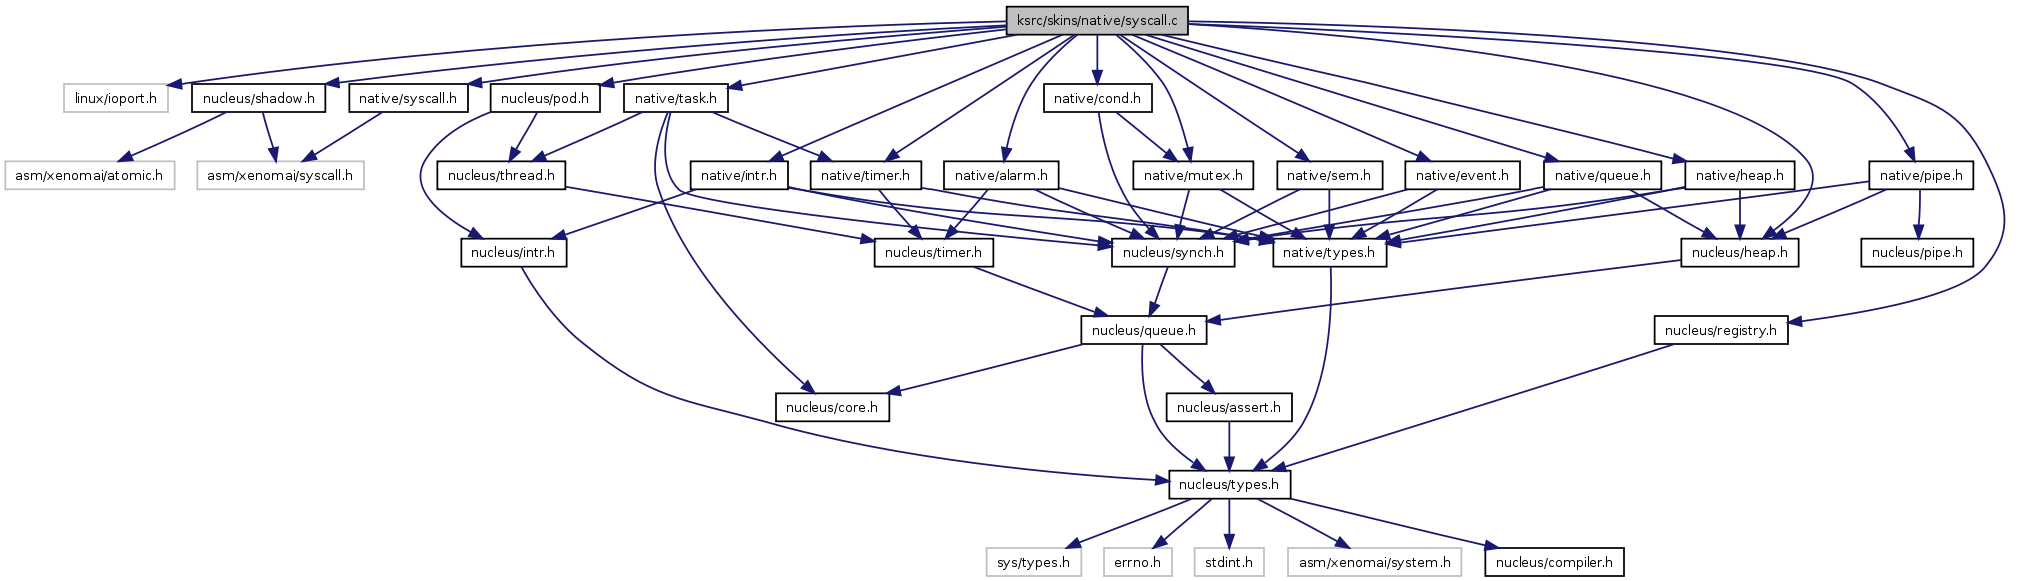 ksrc/skins/native/syscall.c
linux/ioport.h
nucleus/shadow.h
native/syscall.h
nucleus/pod.h
native/task.h
native/cond.h
asm/xenomai/atomic.h
asm/xenomai/syscall.h
nucleus/thread.h
native/intr.h
native/timer.h
native/alarm.h
native/mutex.h
native/sem.h
native/event.h
native/queue.h
native/heap.h
native/pipe.h
nucleus/intr.h
nucleus/timer.h
nucleus/synch.h
native/types.h
nucleus/heap.h
nucleus/pipe.h
nucleus/queue.h
nucleus/registry.h
nucleus/core.h
nucleus/assert.h
nucleus/types.h
sys/types.h
errno.h
stdint.h
asm/xenomai/system.h
nucleus/compiler.h